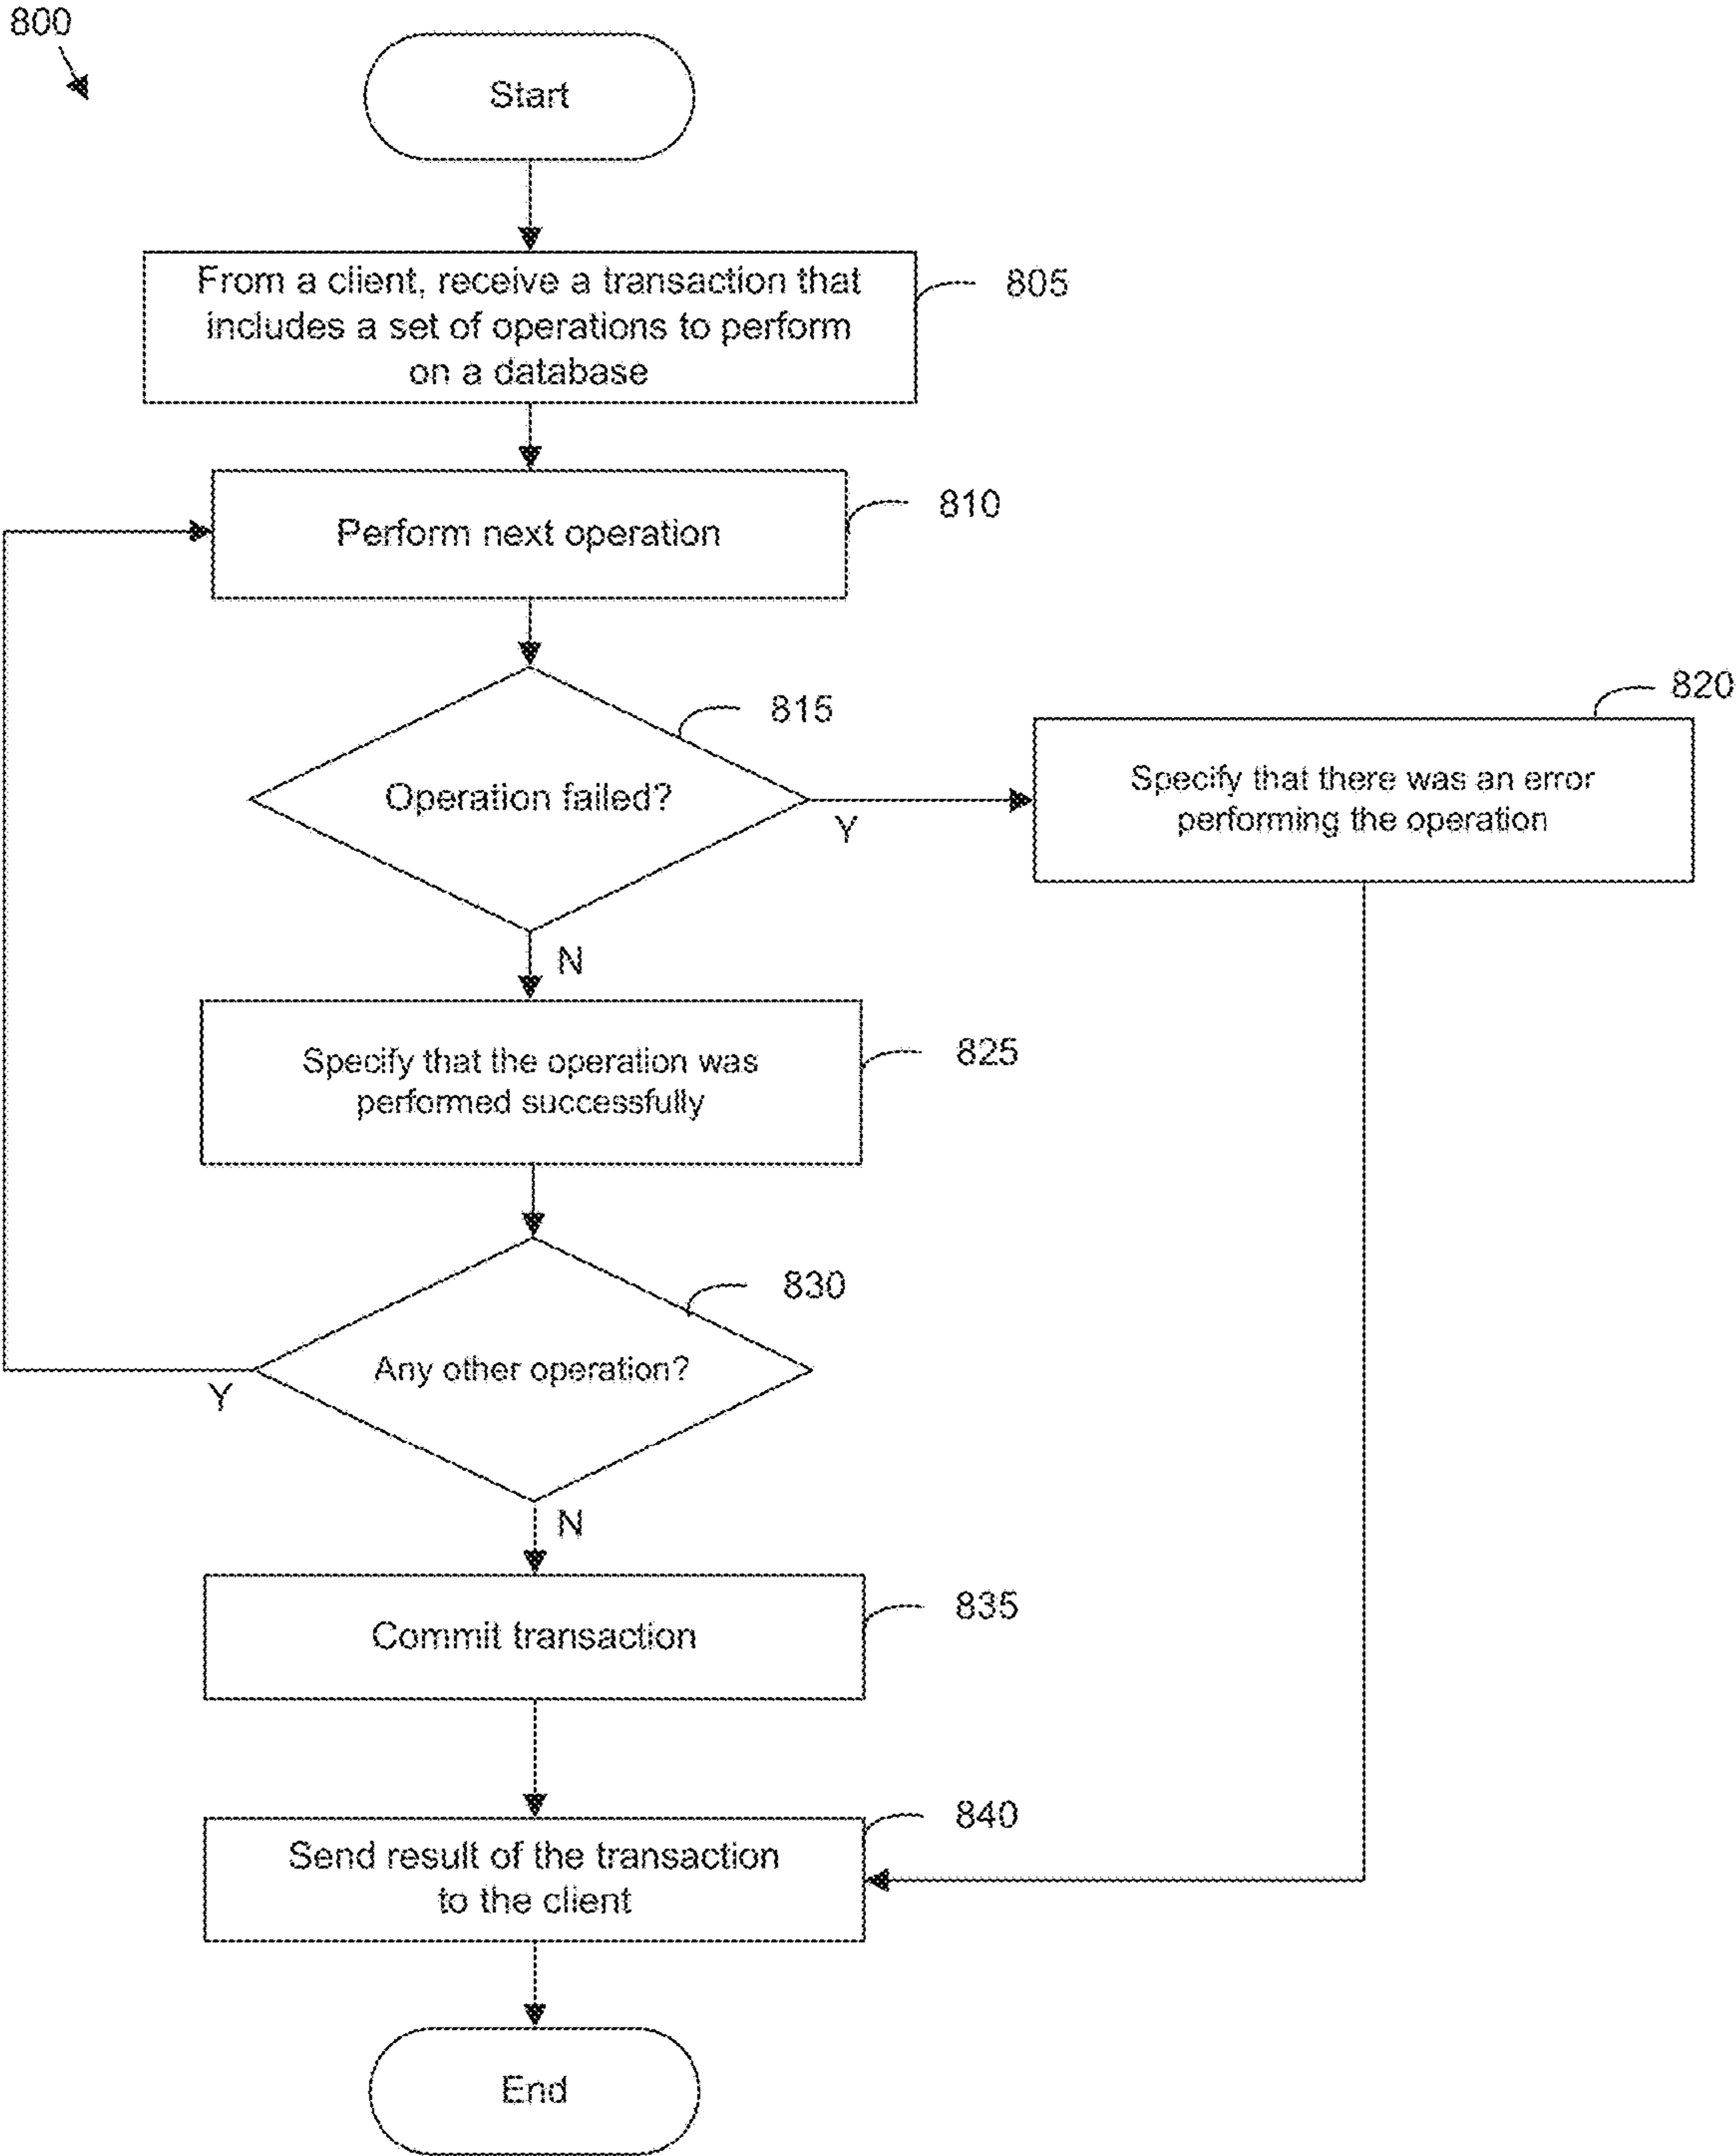 800
Start
From a client, receive a transaction that
includes a set of operations to perform
on a database
805
Perform next operation
810
Operation failed?
815
Y
Specify that there was an error
performing the operation
820
N
Specify that the operation was
performed successfully
825
Any other operation?
830
Y
N
Commit transaction
835
Send result of the transaction
to the client
840
End